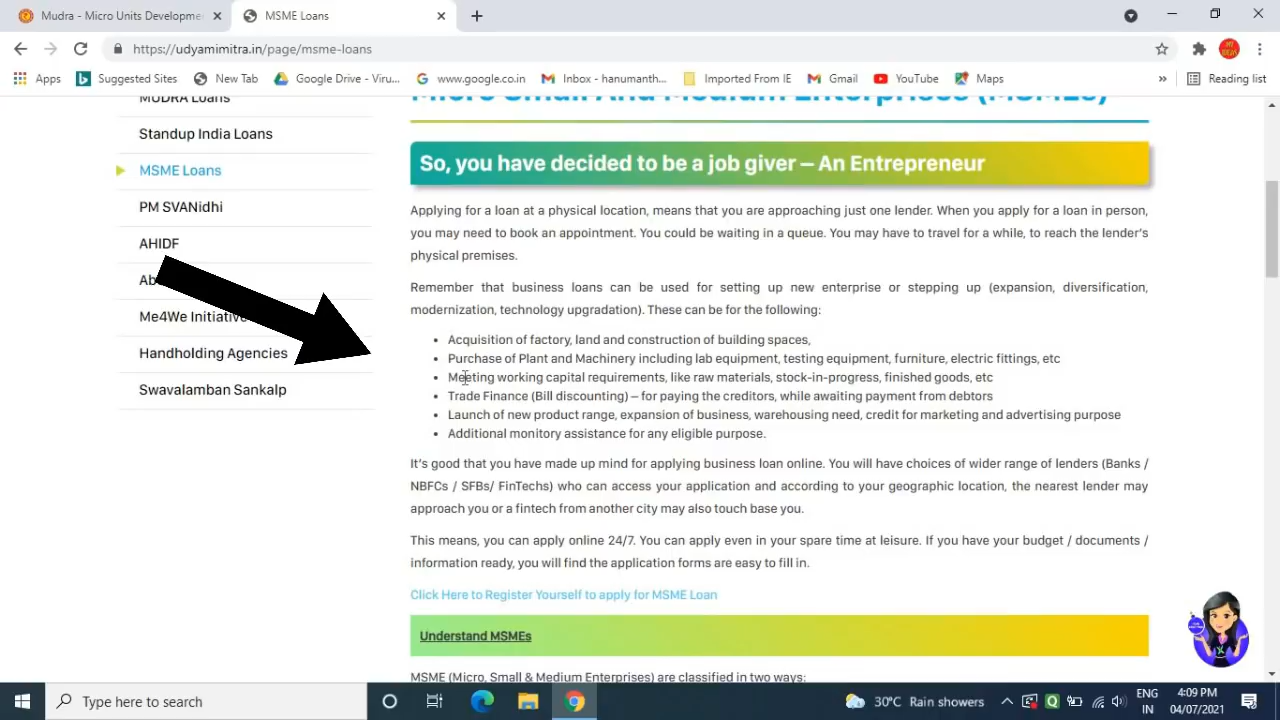 Mudra - Micro Units Developme
MSME Loans
https://udyamimitra.in/page/msme-loans
Apps
Suggested Sites
New Tab
Google Drive - Viru...
www.google.co.in
Inbox - hanumanth...
Imported From IE
Gmail
YouTube
Maps
»
Reading list
MUDRA Loans
Standup India Loans
MSME Loans
PM SVANidhi
AHIDF
Me4We Initiative
Handholding Agencies
Swavalamban Sankalp
Micro Small And Medium Enterprises (MSMEs)
So, you have decided to be a job giver – An Entrepreneur
Applying for a loan at a physical location, means that you are approaching just one lender. When you apply for a loan in person,
you may need to book an appointment. You could be waiting in a queue. You may have to travel for a while, to reach the lender's
physical premises.
Remember that business loans can be used for setting up new enterprise or stepping up (expansion, diversification,
modernization, technology upgradation). These can be for the following:
• Acquisition of factory, land and construction of building spaces,
• Purchase of Plant and Machinery including lab equipment, testing equipment, furniture, electric fittings, etc
• Meeting working capital requirements, like raw materials, stock-in-progress, finished goods, etc
• Trade Finance (Bill discounting) – for paying the creditors, while awaiting payment from debtors
• Launch of new product range, expansion of business, warehousing need, credit for marketing and advertising purpose
• Additional monitory assistance for any eligible purpose.
It's good that you have made up mind for applying business loan online. You will have choices of wider range of lenders (Banks /
NBFCs / SFBs/ FinTechs) who can access your application and according to your geographic location, the nearest lender may
approach you or a fintech from another city may also touch base you.
This means, you can apply online 24/7. You can apply even in your spare time at leisure. If you have your budget / documents /
information ready, you will find the application forms are easy to fill in.
Click Here to Register Yourself to apply for MSME Loan
Understand MSMEs
MSME (Micro, Small & Medium Enterprises) are classified in two ways:
Type here to search
30°C Rain showers
ENG
IN
4:09 PM
04/07/2021